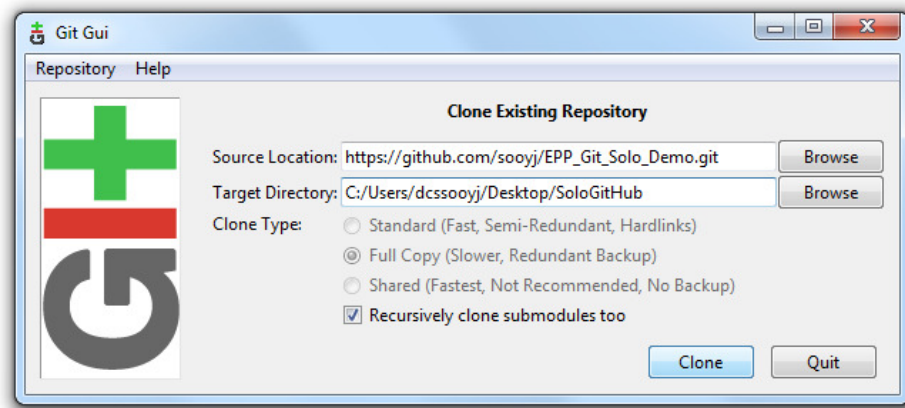 Git Gui
Repository Help
Clone Existing Repository
Source Location: https://github.com/sooyj/EPP_Git_Solo_Demo.git Browse
Target Directory: C:/Users/dcssooyj/Desktop/SoloGitHub Browse
Clone Type: Standard (Fast, Semi-Redundant, Hardlinks)
Full Copy (Slower, Redundant Backup)
Shared (Fastest, Not Recommended, No Backup)
Recursively clone submodules too
Clone Quit